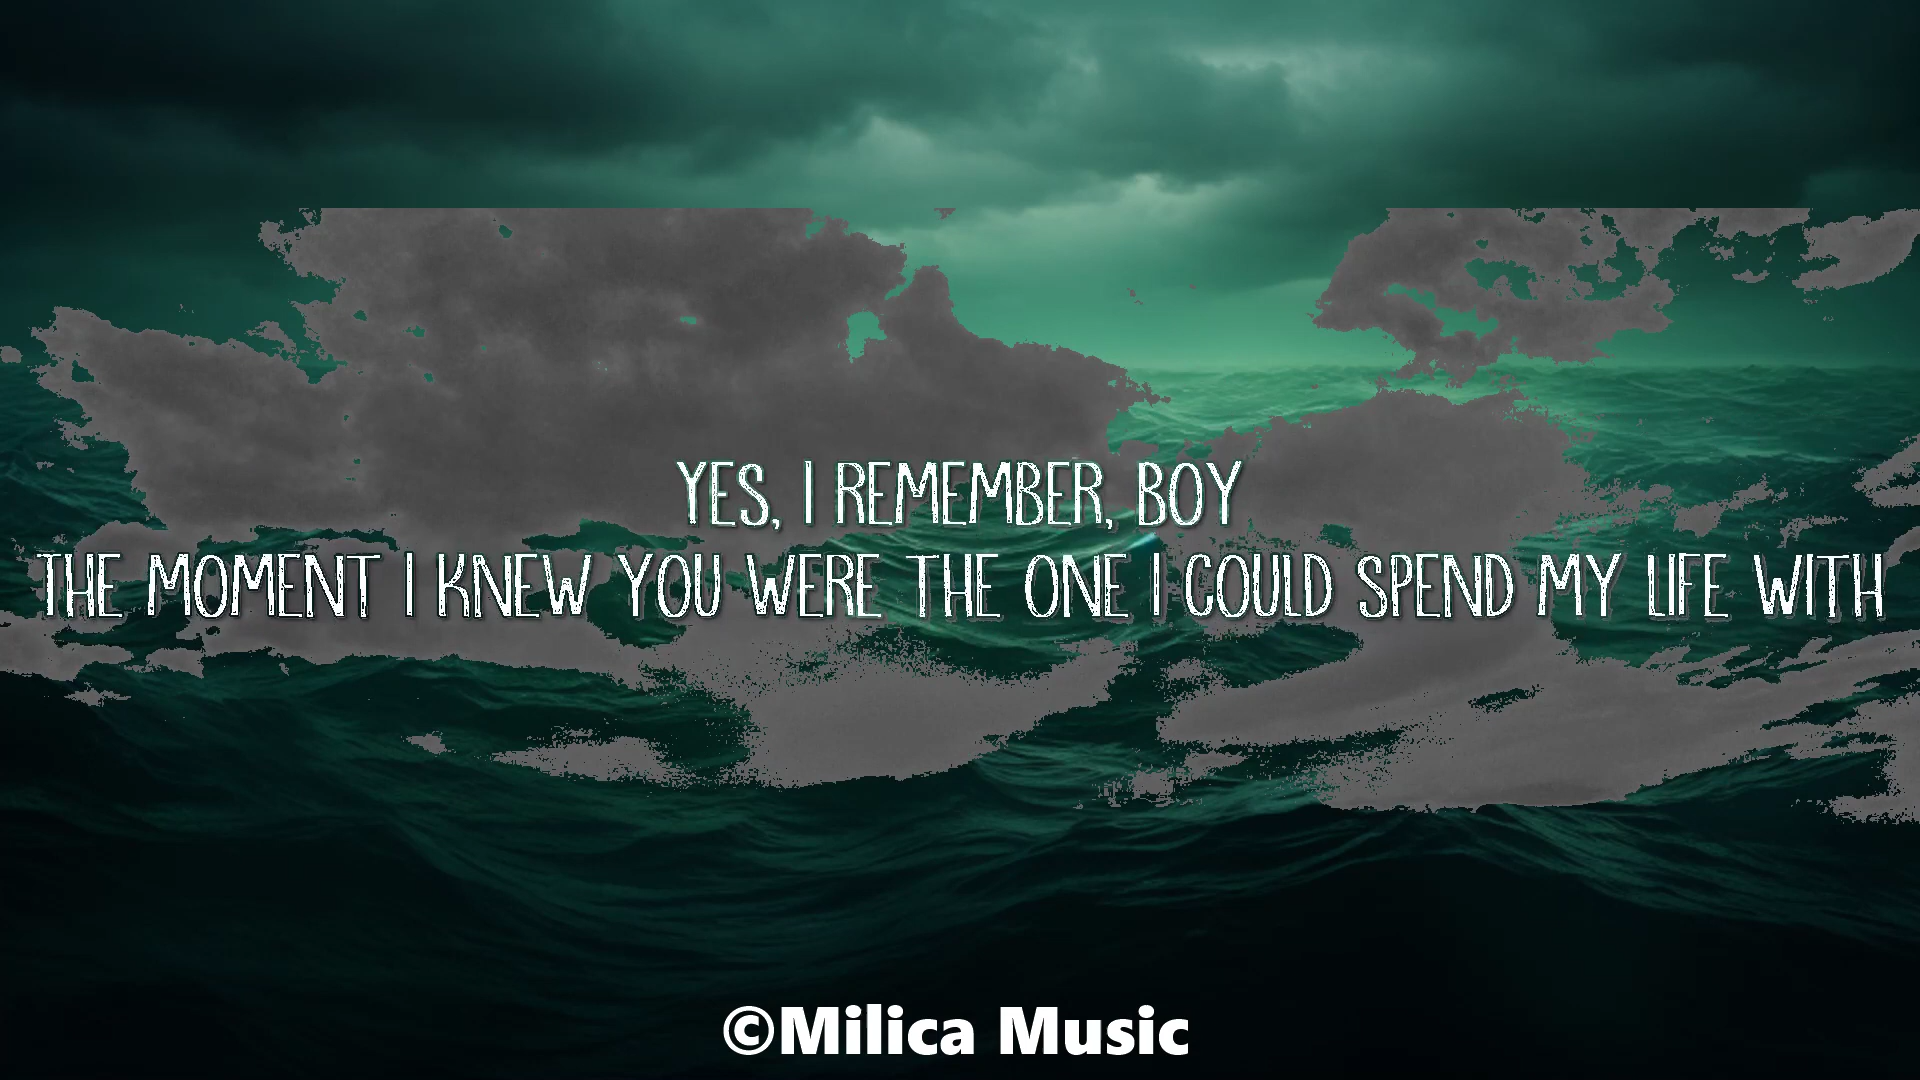 YES, I REMEMBER, BOY
THE MOMENT I KNEW YOU WERE THE ONE I COULD SPEND MY LIFE WITH
©Milica Music